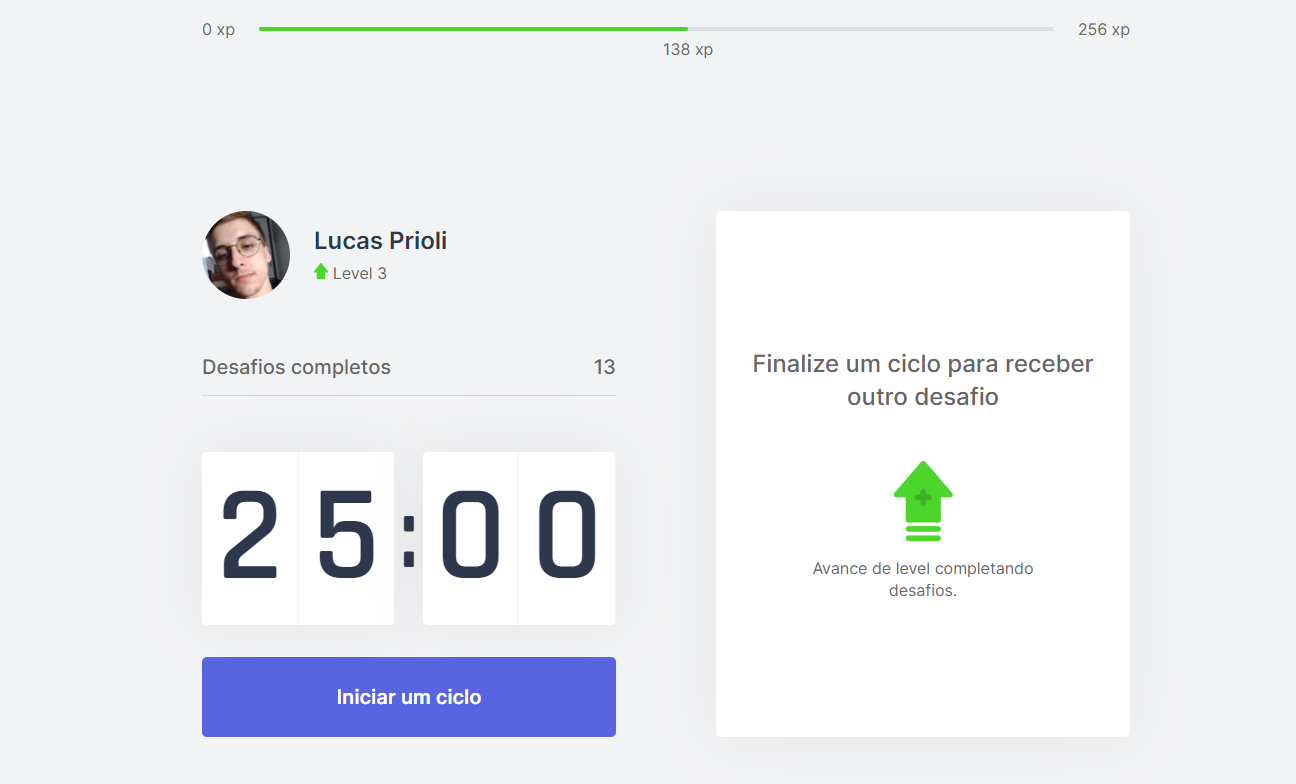 0 xp
256 xp
138 xp
Lucas Prioli
Level 3
Desafios completos 13
25:00
Iniciar um ciclo
Finalize um ciclo para receber
outro desafio
Avance de level completando
desafios.